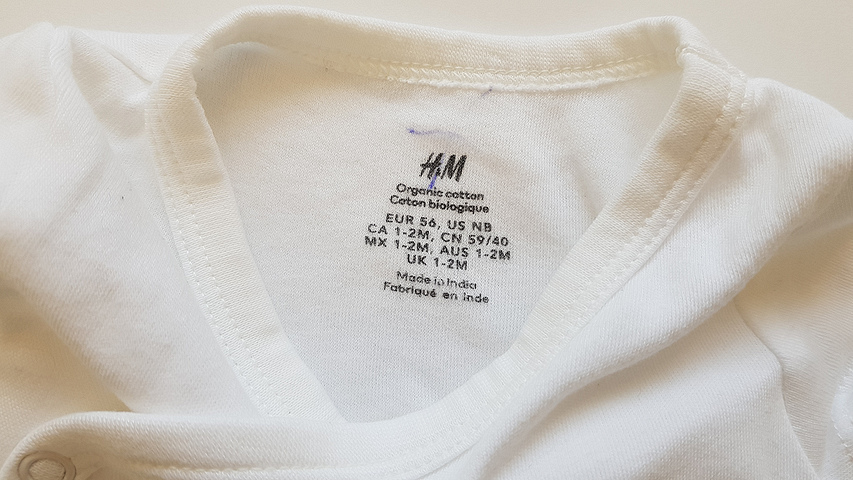 H&M
Organic cotton
Coton biologique
EUR 56, US NB
CA 1-2M, CN 59/40
MX 1-2M, AUS 1-2M
UK 1-2M
Made in India
Fabriqué en Inde